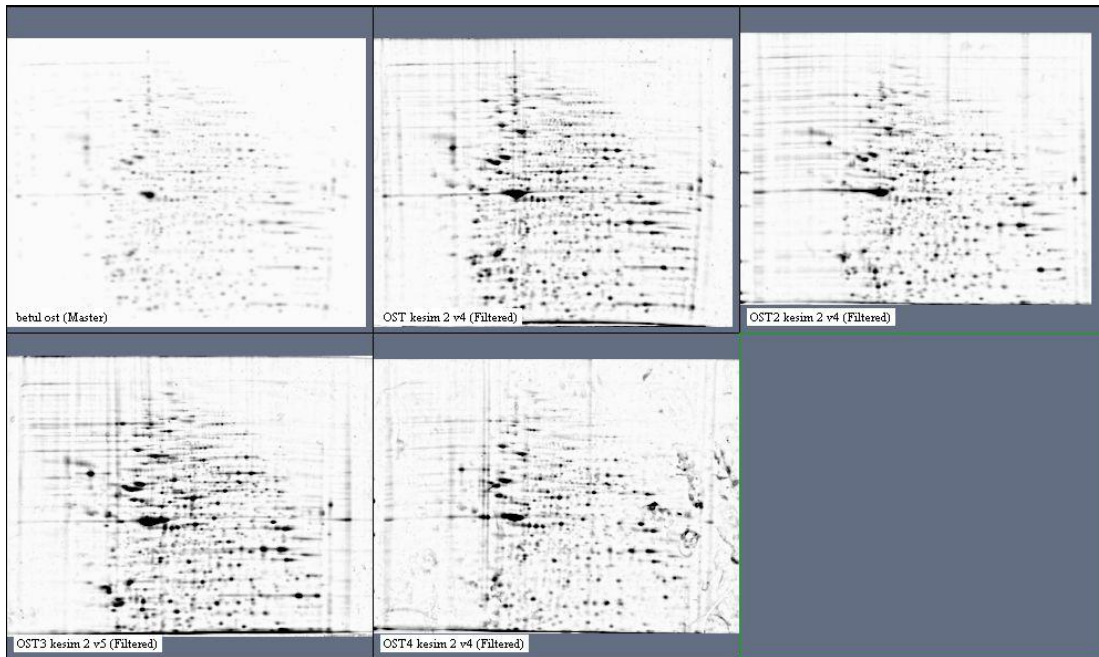 betul ost (Master)
OST kesim 2 v4 (Filtered)
OST2 kesim 2 v4 (Filtered)
OST3 kesim 2 v5 (Filtered)
OST4 kesim 2 v4 (Filtered)